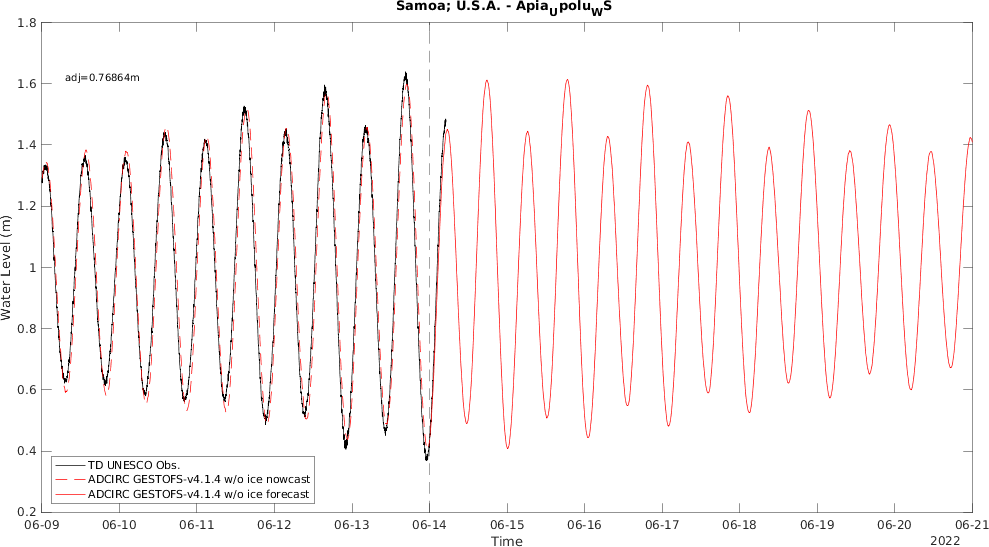 Samoa; U.S.A. - ApiaUpoluWS
1.8
1.6
1.4
1.2
1
0.8
0.6
0.4
0.2
Water Level (m)
adj=0.76864m
TD UNESCO Obs.
ADCIRC GESTOFS-v4.1.4 w/o ice nowcast
ADCIRC GESTOFS-v4.1.4 w/o ice forecast
06-09 06-10 06-11 06-12 06-13 06-14 06-15 06-16 06-17 06-18 06-19 06-20 06-21
Time
2022